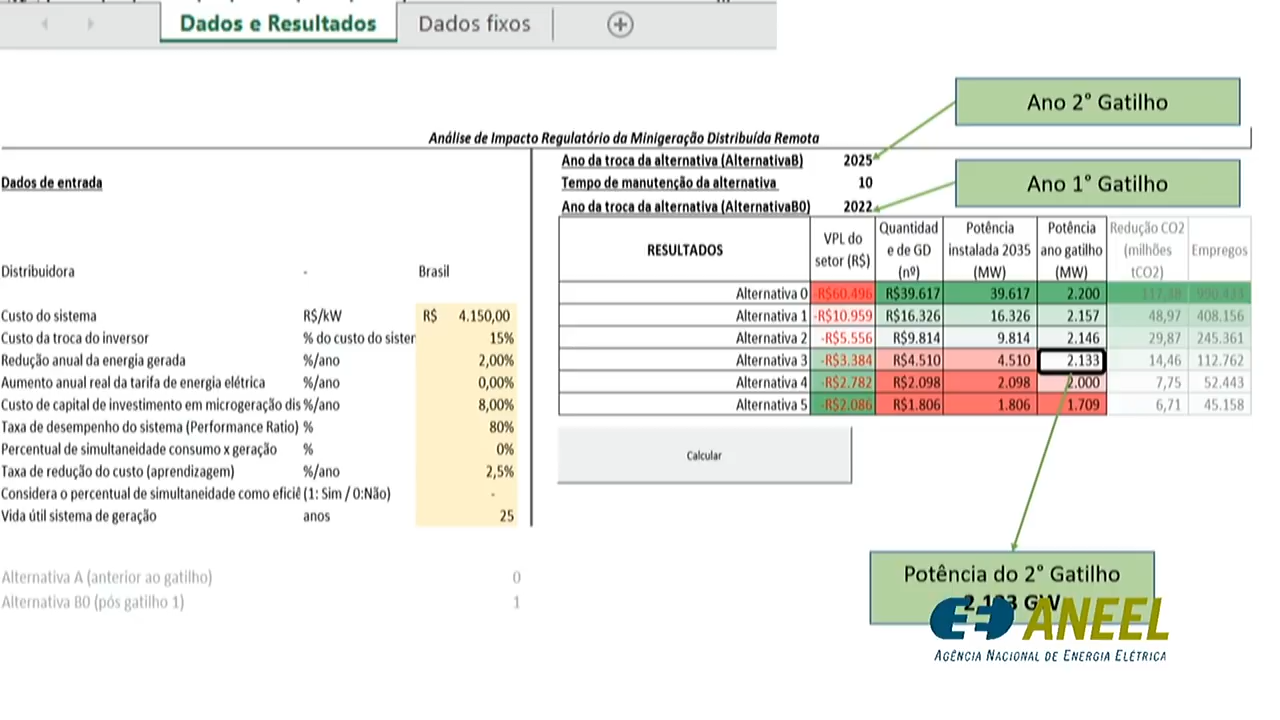 Dados e Resultados
Dados fixos
Ano 2° Gatilho
Análise de Impacto Regulatório da Minigeração Distribuída Remota
Ano da troca da alternativa (AlternativaB) 2025
Dados de entrada
Tempo de manutenção da alternativa 10
Ano 1° Gatilho
Ano da troca da alternativa (AlternativaB0) 2022
RESULTADOS
VPL do setor (R$)
Quantidad e de GD (nº)
Potência instalada 2035 (MW)
Potência ano gatilho (MW)
Redução CO2 (milhões tCO2)
Empregos
Distribuidora - Brasil
Alternativa 0 -R$60.496 R$39.617 39.617 2.200
Alternativa 1 -R$10.959 R$16.326 16.326 2.157 48,97 408.156
Alternativa 2 -R$5.556 R$9.814 9.814 2.146 29,87 245.361
Alternativa 3 -R$3.384 R$4.510 4.510 2.133 14,46 112.762
Alternativa 4 -R$2.782 R$2.098 2.098 2.000 7,75 52.443
Alternativa 5 -R$2.086 R$1.806 1.806 1.709 6,71 45.158
Custo do sistema R$/kW R$ 4.150,00
Custo da troca do inversor % do custo do sister 15%
Redução anual da energia gerada %/ano 2,00%
Aumento anual real da tarifa de energia elétrica %/ano 0,00%
Custo de capital de investimento em microgeração dis %/ano 8,00%
Taxa de desempenho do sistema (Performance Ratio) % 80%
Percentual de simultaneidade consumo x geração % 0%
Taxa de redução do custo (aprendizagem) %/ano 2,5%
Considera o percentual de simultaneidade como eficiê (1: Sim / 0:Não) -
Vida útil sistema de geração anos 25
Calcular
Alternativa A (anterior ao gatilho) 0
Alternativa B0 (pós gatilho 1) 1
Potência do 2° Gatilho
ANEEL
AGÊNCIA NACIONAL DE ENERGIA ELÉTRICA